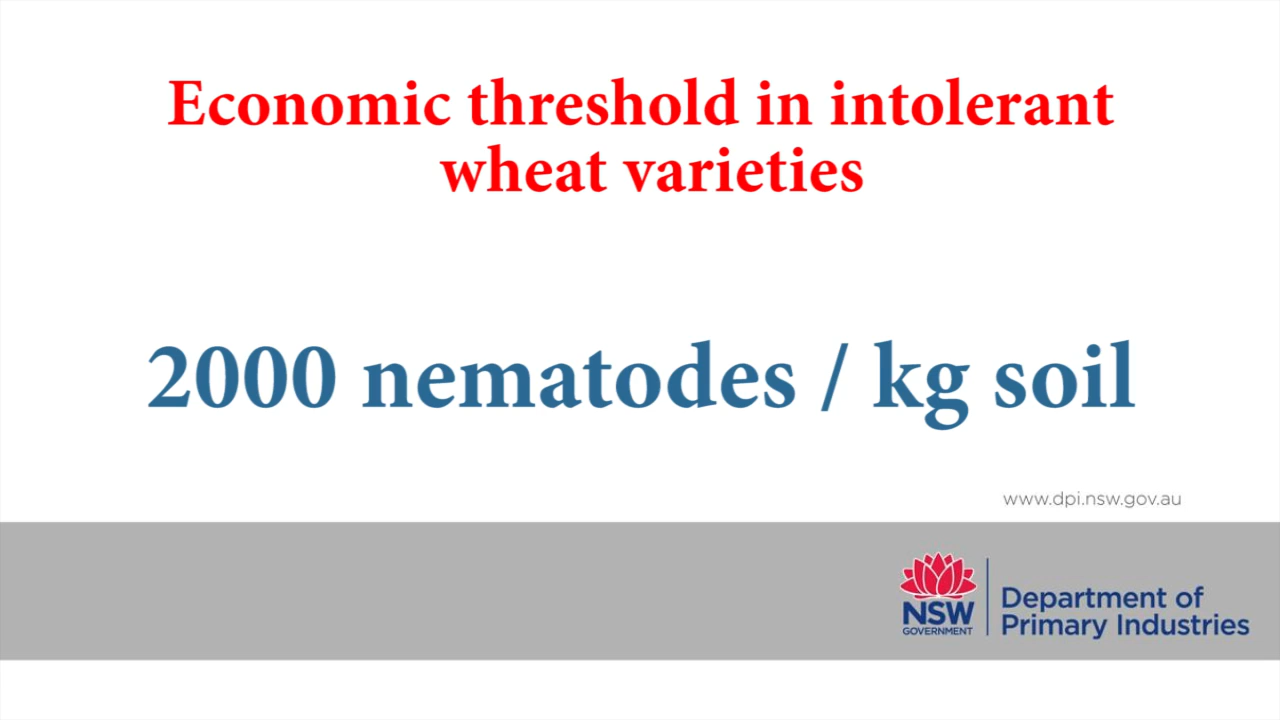 Economic threshold in intolerant
wheat varieties
2000 nematodes / kg soil
www.dpi.nsw.gov.au
NSW
GOVERNMENT
Department of
Primary Industries